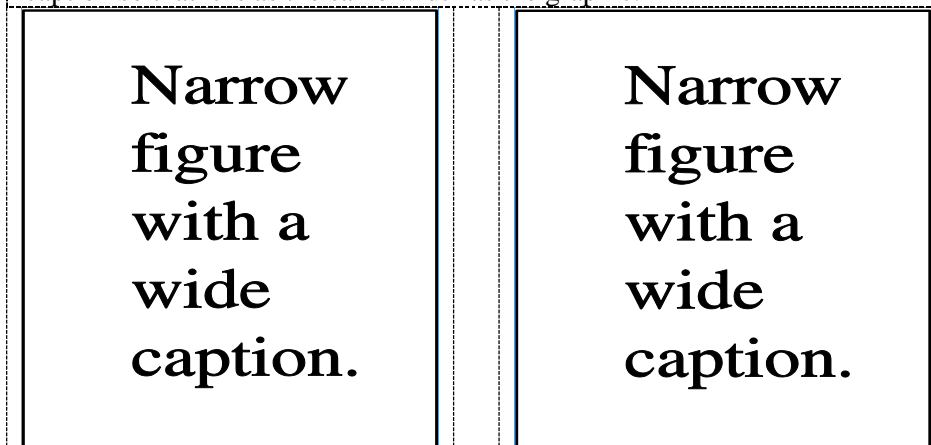 Narrow
figure
with a
wide
caption.
Narrow
figure
with a
wide
caption.